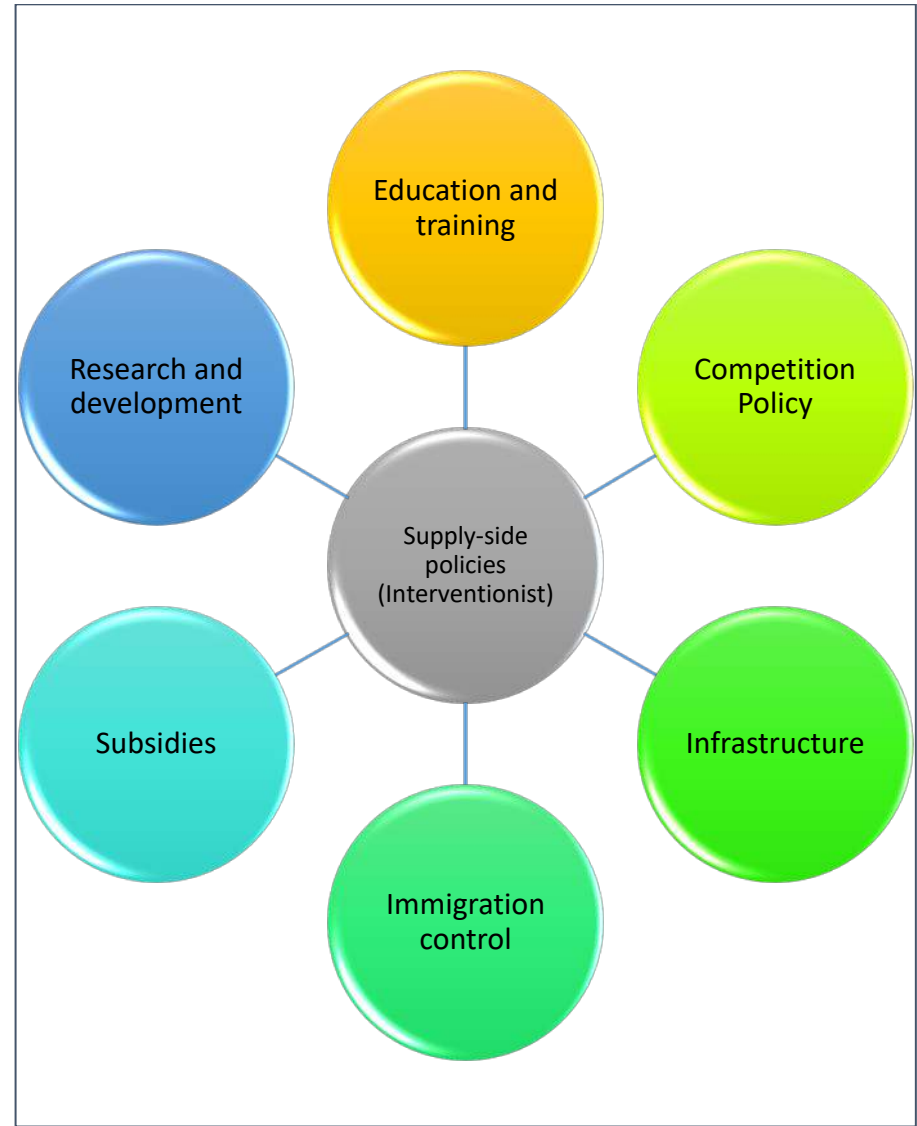 Education and
training
Research and
development
Competition
Policy
Supply-side
policies
(Interventionist)
Subsidies
Infrastructure
Immigration
control